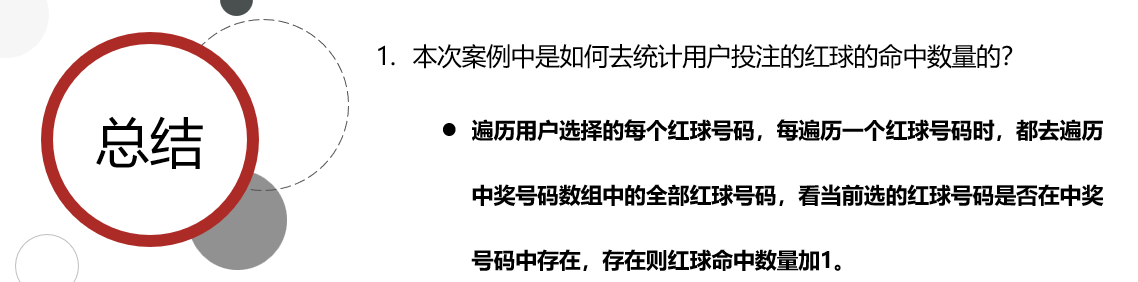 总结
1. 本次案例中是如何去统计用户投注的红球的命中数量的？
● 遍历用户选择的每个红球号码，每遍历一个红球号码时，都去遍历
中奖号码数组中的全部红球号码，看当前选的红球号码是否在中奖
号码中存在，存在则红球命中数量加1。